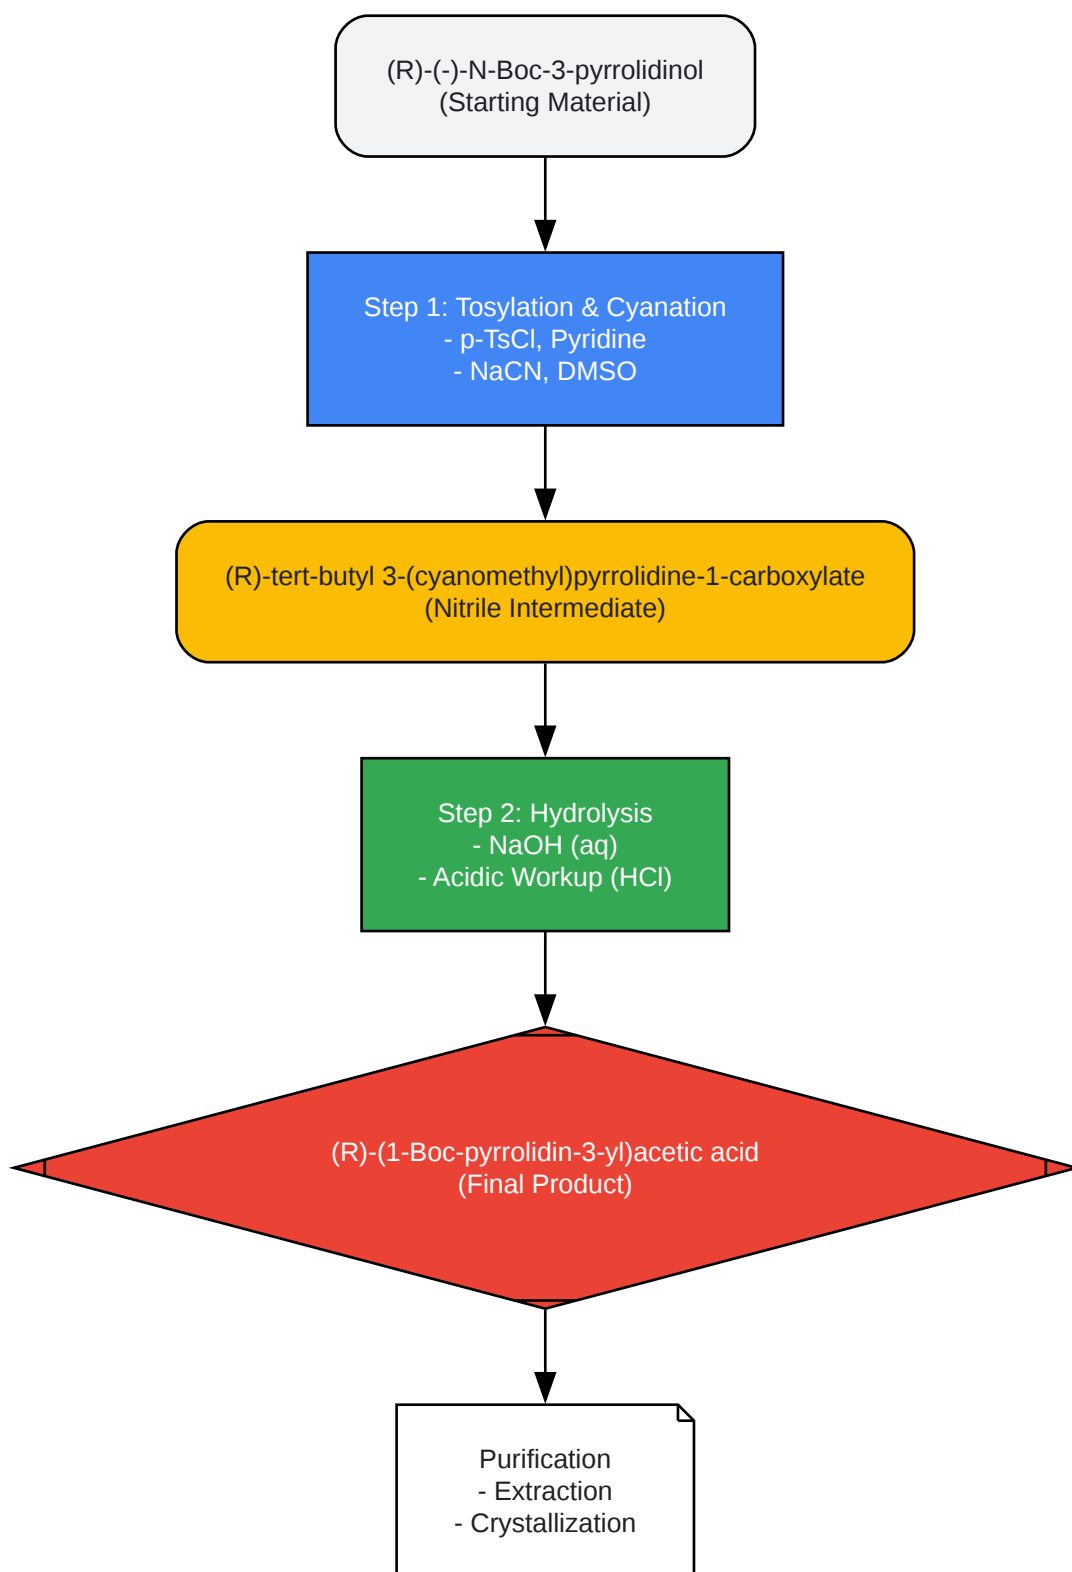 (R)-(-)-N-Boc-3-pyrrolidinol
(Starting Material)
Step 1: Tosylation & Cyanation
- p-TsCl, Pyridine
- NaCN, DMSO
(R)-tert-butyl 3-(cyanomethyl)pyrrolidine-1-carboxylate
(Nitrile Intermediate)
Step 2: Hydrolysis
- NaOH (aq)
- Acidic Workup (HCl)
(R)-(1-Boc-pyrrolidin-3-yl)acetic acid
(Final Product)
Purification
- Extraction
- Crystallization